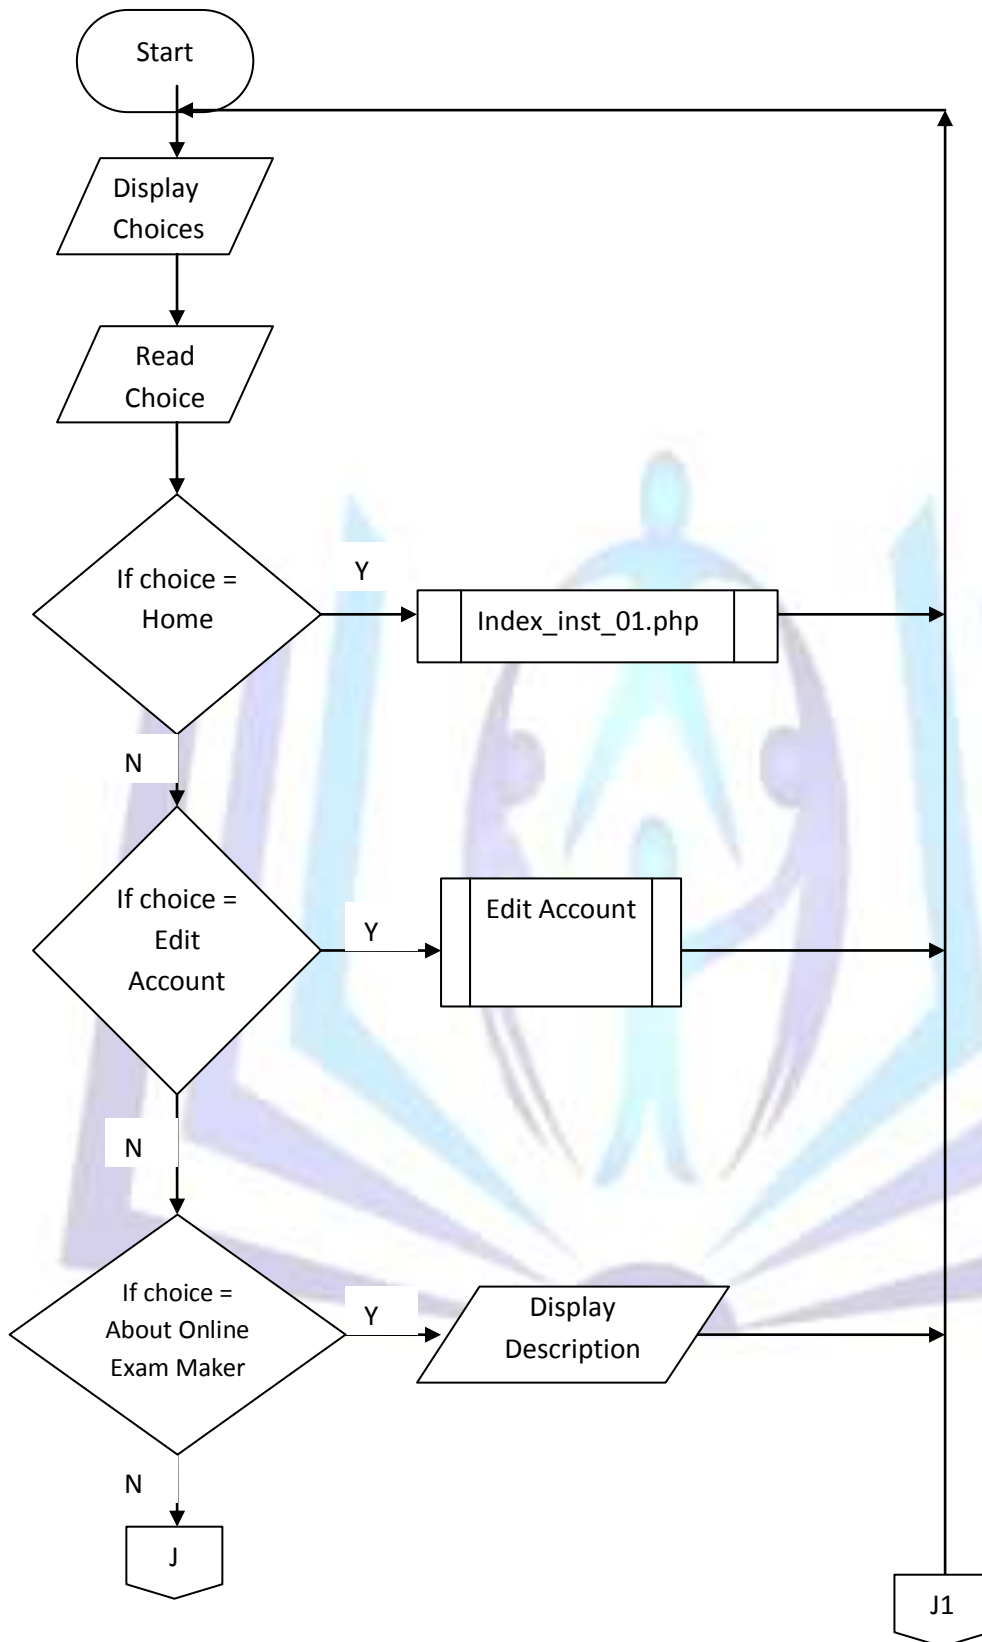 Start
Display
Choices
Read
Choice
If choice =
Home
Y
Index_inst_01.php
N
If choice =
Edit
Account
Y
Edit Account
N
If choice =
About Online
Exam Maker
Y
Display
Description
N
J
J1